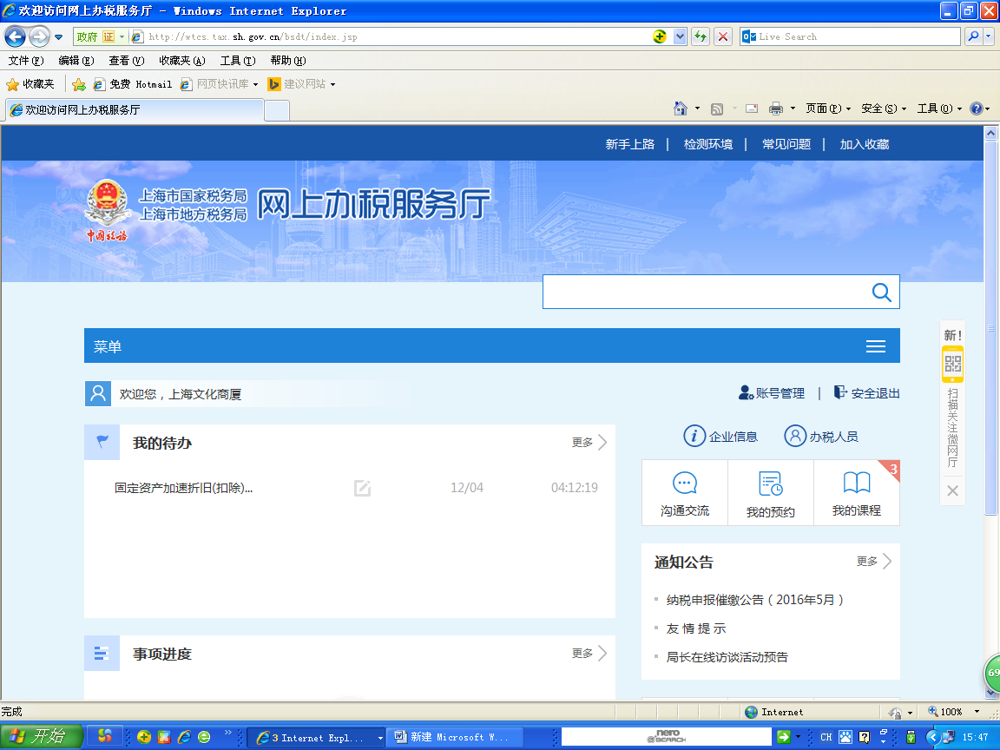 欢迎访问网上办税服务厅 - Windows Internet Explorer
政府 证 http://wtcs.tax.sh.gov.cn/bsdt/index.jsp Live Search
文件(F) 编辑(E) 查看(V) 收藏夹(A) 工具(T) 帮助(H)
收藏夹 免费 Hotmail 网页快讯库 建议网站
欢迎访问网上办税服务厅 页面(P) 安全(S) 工具(O)
新手上路 | 检测环境 | 常见问题 | 加入收藏
上海市国家税务局
上海市地方税务局
网上办税服务厅
中国税务
菜单
欢迎您，上海文化商厦 账号管理 | 安全退出
我的待办 更多
固定资产加速折旧(扣除)... 12/04 04:12:19
企业信息 办税人员
沟通交流 我的预约 我的课程 3
通知公告 更多
纳税申报催缴公告（2016年5月）
友 情 提 示
局长在线访谈活动预告
事项进度 更多
新!
扫描关注微网厅
69
完成 Internet 100%
开始 3 Internet Expl... 新建 Microsoft W... nero SEARCH CH 15:47